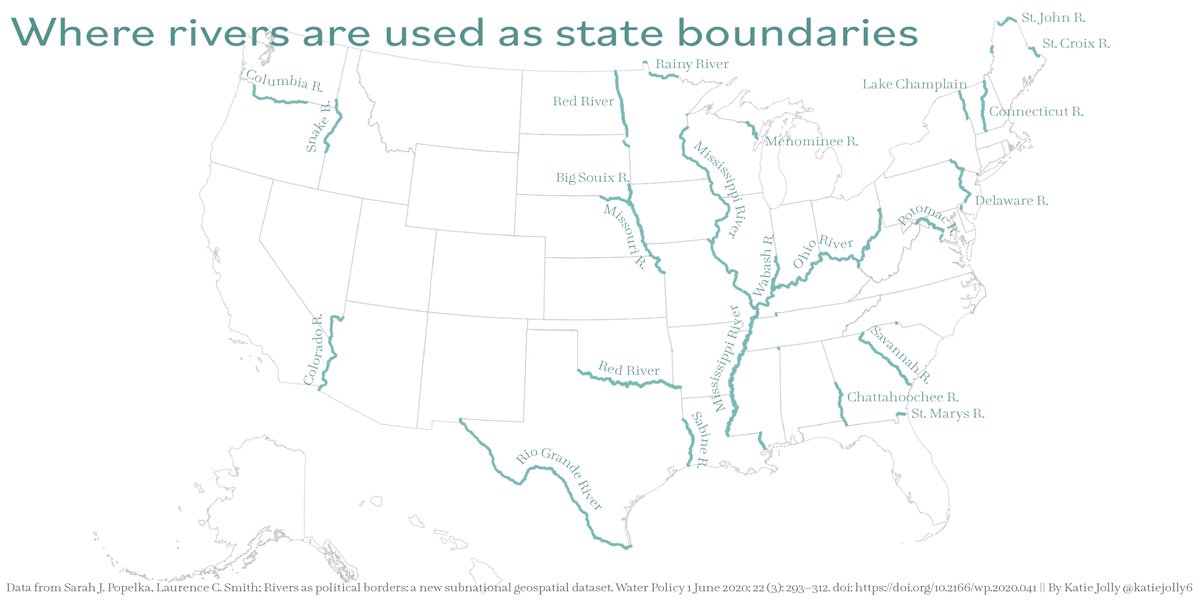 Where rivers are used as state boundaries
St. John R.
St. Croix R.
Rainy River
Columbia R.
Lake Champlain
Red River
Connecticut R.
Snake R.
Menominee R.
Mississippi River
Big Souix R.
Delaware R.
Missouri R.
Potomac R.
Ohio River
Wabash R.
Colorado R.
Mississippi River
Savannah R.
Red River
Chattahoochee R.
St. Marys R.
Sabine R.
Rio Grande River
Data from Sarah J. Popelka, Laurence C. Smith; Rivers as political borders: a new subnational geospatial dataset. Water Policy 1 June 2020; 22 (3): 293–312. doi: https://doi.org/10.2166/wp.2020.041 || By Katie Jolly @katiejolly6